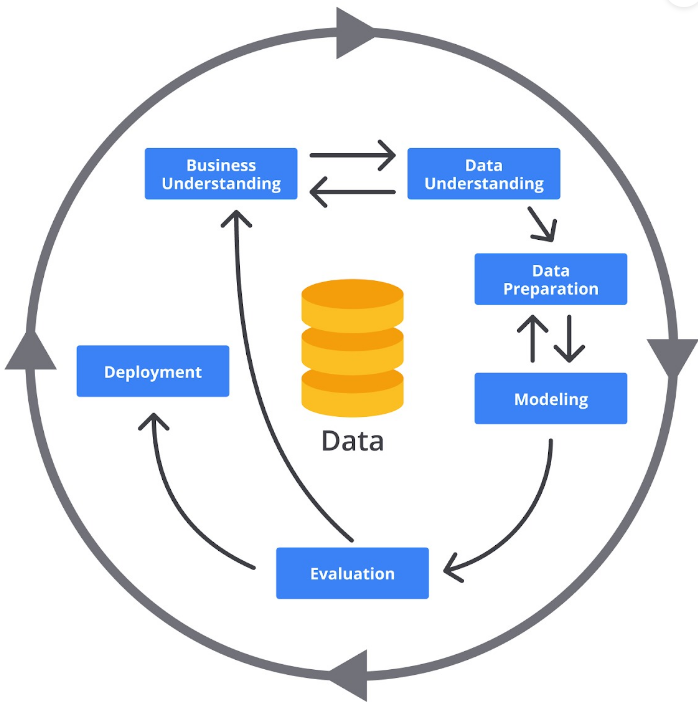 Business
Understanding
Data
Understanding
Data
Preparation
Deployment
Modeling
Data
Evaluation